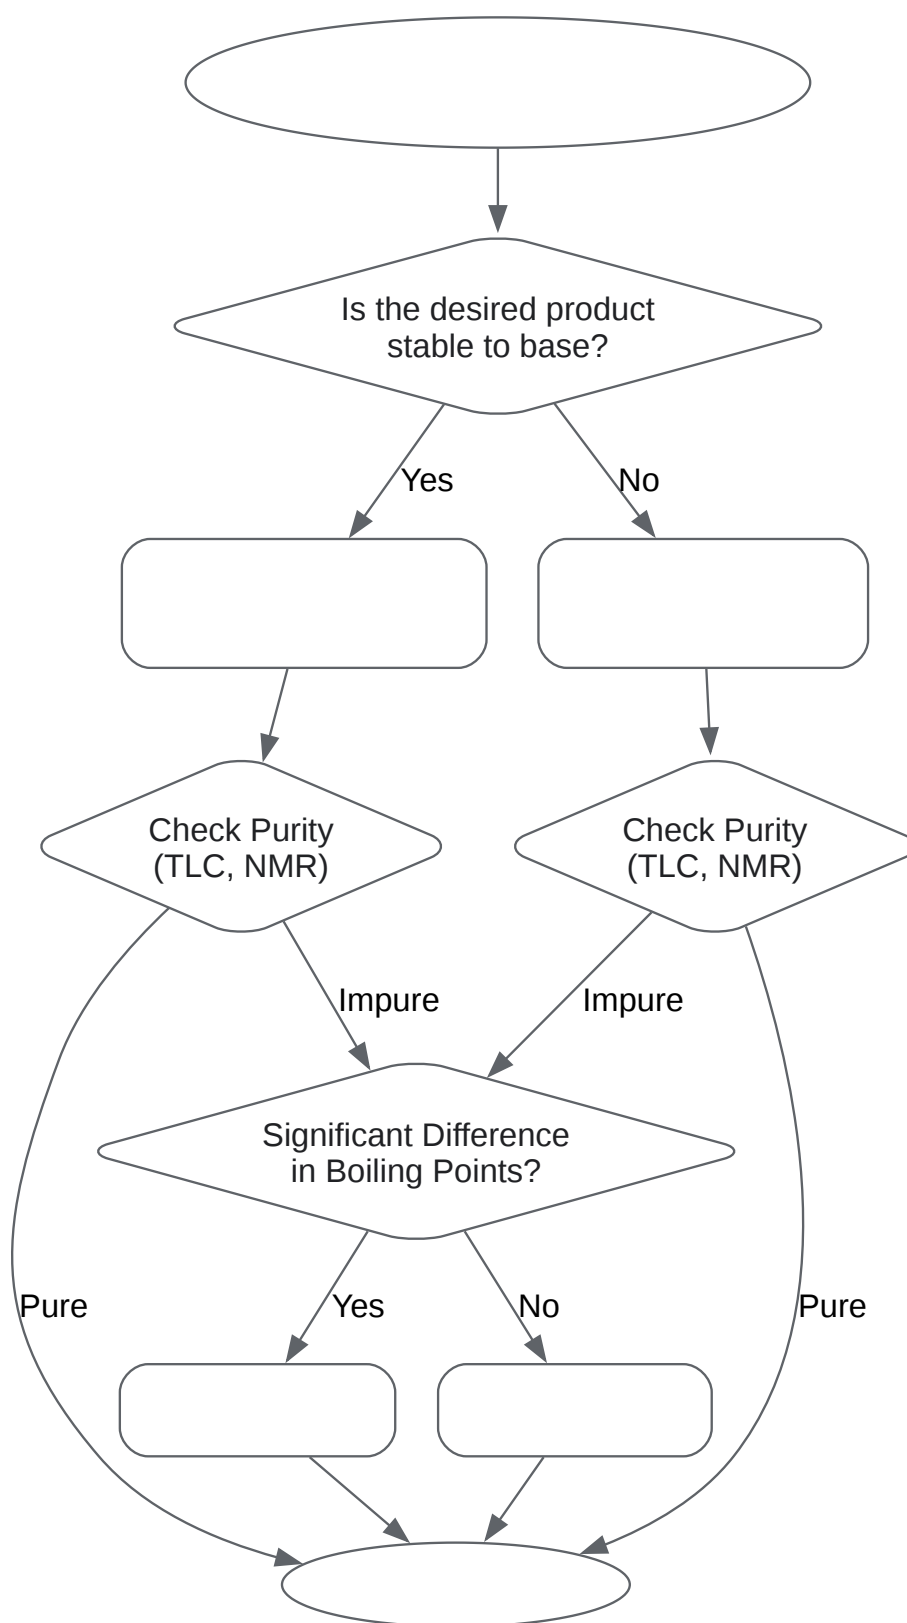 Is the desired product
stable to base?
Yes
No
Check Purity
(TLC, NMR)
Check Purity
(TLC, NMR)
Impure
Impure
Significant Difference
in Boiling Points?
Pure
Yes
No
Pure